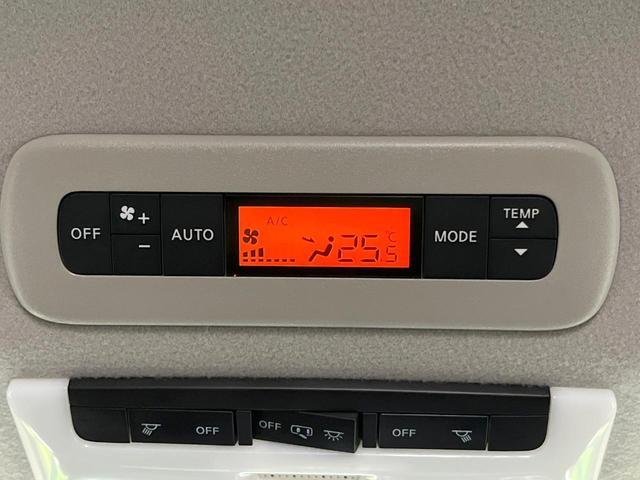 OFF
+
-
AUTO
A/C
25.5 °C
MODE
TEMP
OFF
OFF
OFF